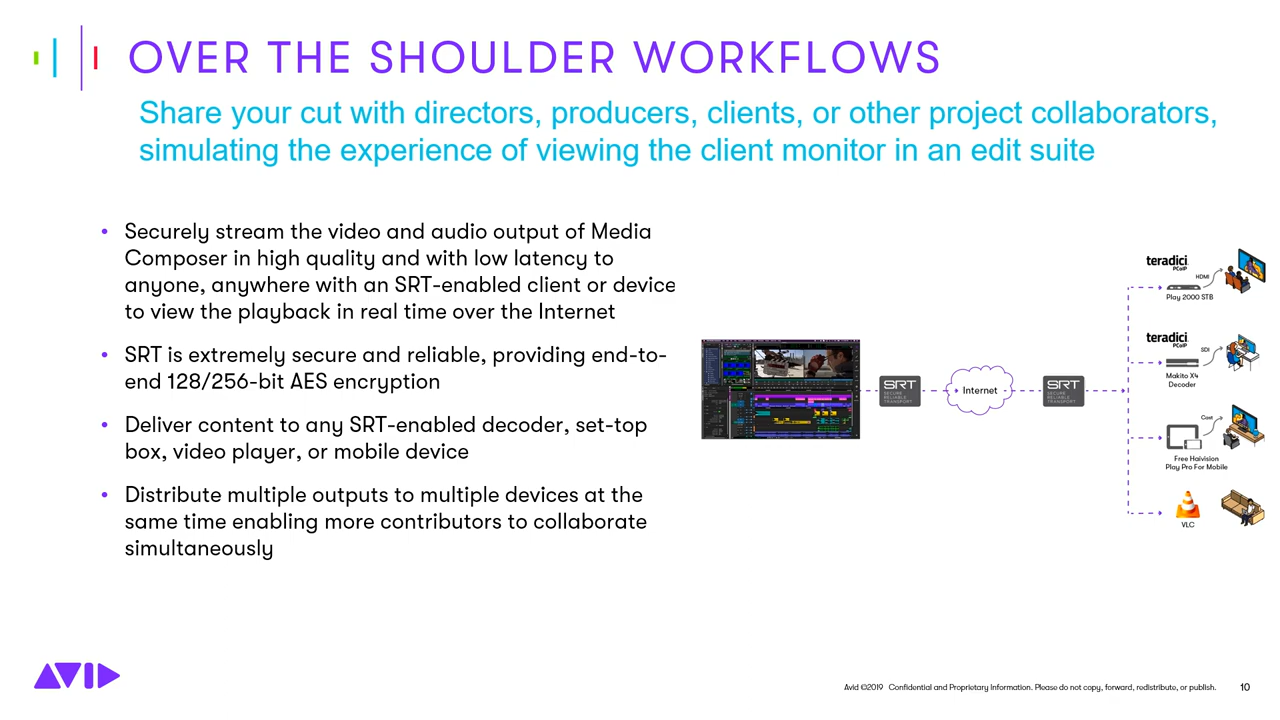 OVER THE SHOULDER WORKFLOWS
Share your cut with directors, producers, clients, or other project collaborators,
simulating the experience of viewing the client monitor in an edit suite
• Securely stream the video and audio output of Media
Composer in high quality and with low latency to
anyone, anywhere with an SRT-enabled client or device
to view the playback in real time over the Internet
• SRT is extremely secure and reliable, providing end-to-
end 128/256-bit AES encryption
• Deliver content to any SRT-enabled decoder, set-top
box, video player, or mobile device
• Distribute multiple outputs to multiple devices at the
same time enabling more contributors to collaborate
simultaneously
SRT
SECURE
RELIABLE
TRANSPORT
Internet
SRT
SECURE
RELIABLE
TRANSPORT
teradici
PCoIP
HDMI
Play 2000 STB
teradici
PCoIP
SDI
Makito X4
Decoder
Cast
Free Haivision
Play Pro For Mobile
VLC
AVID
Avid ©2019 Confidential and Proprietary Information. Please do not copy, forward, redistribute, or publish.
10